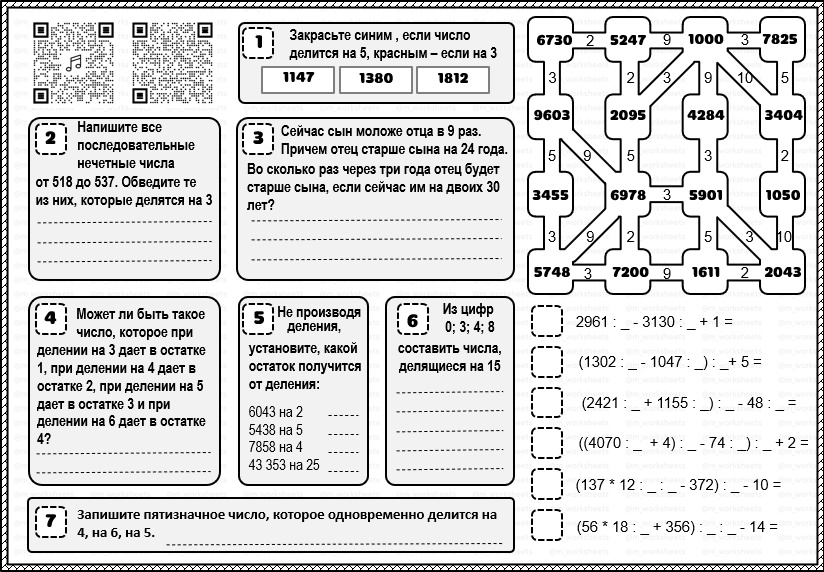 1
Закрасьте синим , если число
делится на 5, красным – если на 3
1147 1380 1812
2
Напишите все
последовательные
нечетные числа
от 518 до 537. Обведите те
из них, которые делятся на 3
3
Сейчас сын моложе отца в 9 раз.
Причем отец старше сына на 24 года.
Во сколько раз через три года отец будет
старше сына, если сейчас им на двоих 30
лет?
4
Может ли быть такое
число, которое при
делении на 3 дает в остатке
1, при делении на 4 дает в
остатке 2, при делении на 5
дает в остатке 3 и при
делении на 6 дает в остатке
4?
5
Не производя
деления,
установите, какой
остаток получится
от деления:
6043 на 2
5438 на 5
7858 на 4
43 353 на 25
6
Из цифр
0; 3; 4; 8
составить числа,
делящиеся на 15
7
Запишите пятизначное число, которое одновременно делится на
4, на 6, на 5.
6730 2 5247 9 1000 3 7825
3 2 3 9 10 5
9603 2095 4284 3404
5 9 5 3 2
3455 6978 3 5901 1050
3 9 2 5 3 10
5748 3 7200 9 1611 2 2043
2961 : _ - 3130 : _ + 1 =
(1302 : _ - 1047 : _) : _+ 5 =
(2421 : _ + 1155 : _) : _ - 48 : _ =
((4070 : _ + 4) : _ - 74 : _) : _ + 2 =
(137 * 12 : _ : _ - 372) : _ - 10 =
(56 * 18 : _ + 356) : _ : _ - 14 =